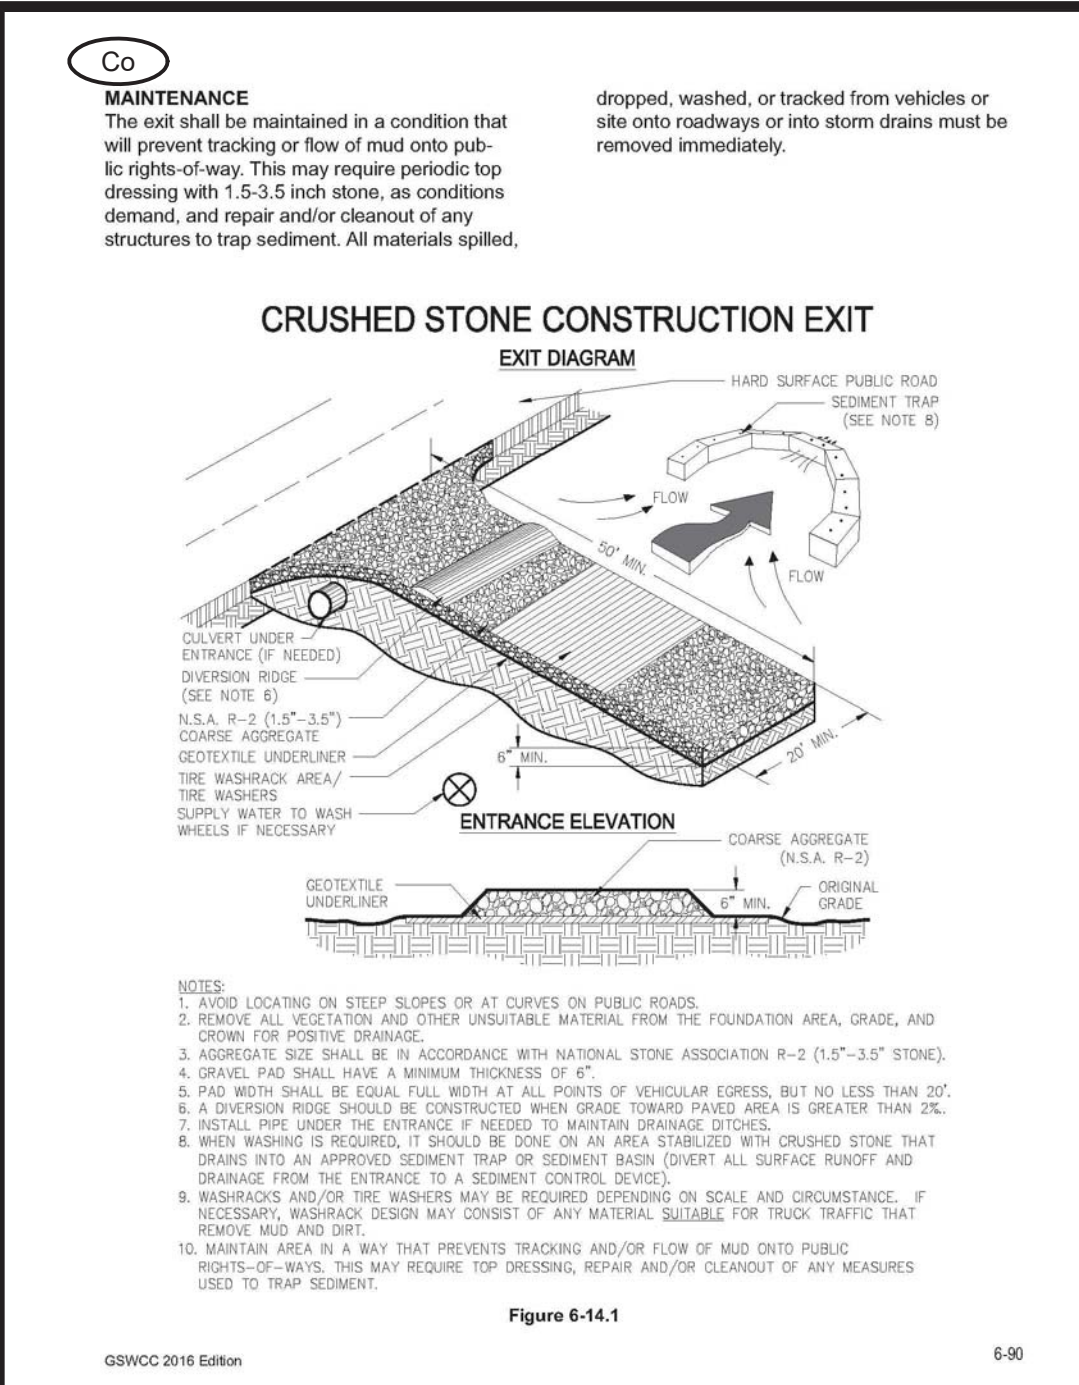 Co
MAINTENANCE
The exit shall be maintained in a condition that
will prevent tracking or flow of mud onto pub-
lic rights-of-way. This may require periodic top
dressing with 1.5-3.5 inch stone, as conditions
demand, and repair and/or cleanout of any
structures to trap sediment. All materials spilled,
dropped, washed, or tracked from vehicles or
site onto roadways or into storm drains must be
removed immediately.
CRUSHED STONE CONSTRUCTION EXIT
EXIT DIAGRAM
HARD SURFACE PUBLIC ROAD
SEDIMENT TRAP
(SEE NOTE 8)
FLOW
50' MIN.
FLOW
CULVERT UNDER
ENTRANCE (IF NEEDED)
DIVERSION RIDGE
(SEE NOTE 6)
N.S.A. R-2 (1.5"-3.5")
COARSE AGGREGATE
GEOTEXTILE UNDERLINER
TIRE WASHRACK AREA/
TIRE WASHERS
SUPPLY WATER TO WASH
WHEELS IF NECESSARY
6" MIN.
20' MIN.
ENTRANCE ELEVATION
COARSE AGGREGATE
(N.S.A. R-2)
GEOTEXTILE
UNDERLINER
6" MIN.
ORIGINAL
GRADE
NOTES:
1. AVOID LOCATING ON STEEP SLOPES OR AT CURVES ON PUBLIC ROADS.
2. REMOVE ALL VEGETATION AND OTHER UNSUITABLE MATERIAL FROM THE FOUNDATION AREA, GRADE, AND
CROWN FOR POSITIVE DRAINAGE.
3. AGGREGATE SIZE SHALL BE IN ACCORDANCE WITH NATIONAL STONE ASSOCIATION R-2 (1.5"-3.5" STONE).
4. GRAVEL PAD SHALL HAVE A MINIMUM THICKNESS OF 6".
5. PAD WIDTH SHALL BE EQUAL FULL WIDTH AT ALL POINTS OF VEHICULAR EGRESS, BUT NO LESS THAN 20'.
6. A DIVERSION RIDGE SHOULD BE CONSTRUCTED WHEN GRADE TOWARD PAVED AREA IS GREATER THAN 2%.
7. INSTALL PIPE UNDER THE ENTRANCE IF NEEDED TO MAINTAIN DRAINAGE DITCHES.
8. WHEN WASHING IS REQUIRED, IT SHOULD BE DONE ON AN AREA STABILIZED WITH CRUSHED STONE THAT
DRAINS INTO AN APPROVED SEDIMENT TRAP OR SEDIMENT BASIN (DIVERT ALL SURFACE RUNOFF AND
DRAINAGE FROM THE ENTRANCE TO A SEDIMENT CONTROL DEVICE).
9. WASHRACKS AND/OR TIRE WASHERS MAY BE REQUIRED DEPENDING ON SCALE AND CIRCUMSTANCE. IF
NECESSARY, WASHRACK DESIGN MAY CONSIST OF ANY MATERIAL SUITABLE FOR TRUCK TRAFFIC THAT
REMOVE MUD AND DIRT.
10. MAINTAIN AREA IN A WAY THAT PREVENTS TRACKING AND/OR FLOW OF MUD ONTO PUBLIC
RIGHTS-OF-WAYS. THIS MAY REQUIRE TOP DRESSING, REPAIR AND/OR CLEANOUT OF ANY MEASURES
USED TO TRAP SEDIMENT.
Figure 6-14.1
GSWCC 2016 Edition
6-90